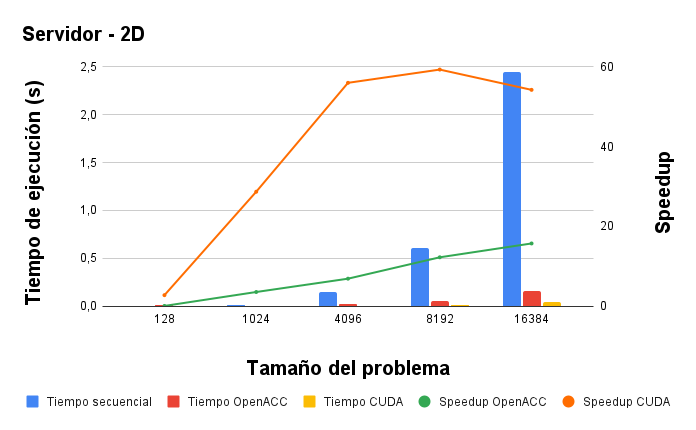 Servidor - 2D
Tiempo de ejecución (s)
2,5
2,0
1,5
1,0
0,5
0,0
60
40
20
0
Speedup
128 1024 4096 8192 16384
Tamaño del problema
Tiempo secuencial Tiempo OpenACC Tiempo CUDA Speedup OpenACC Speedup CUDA